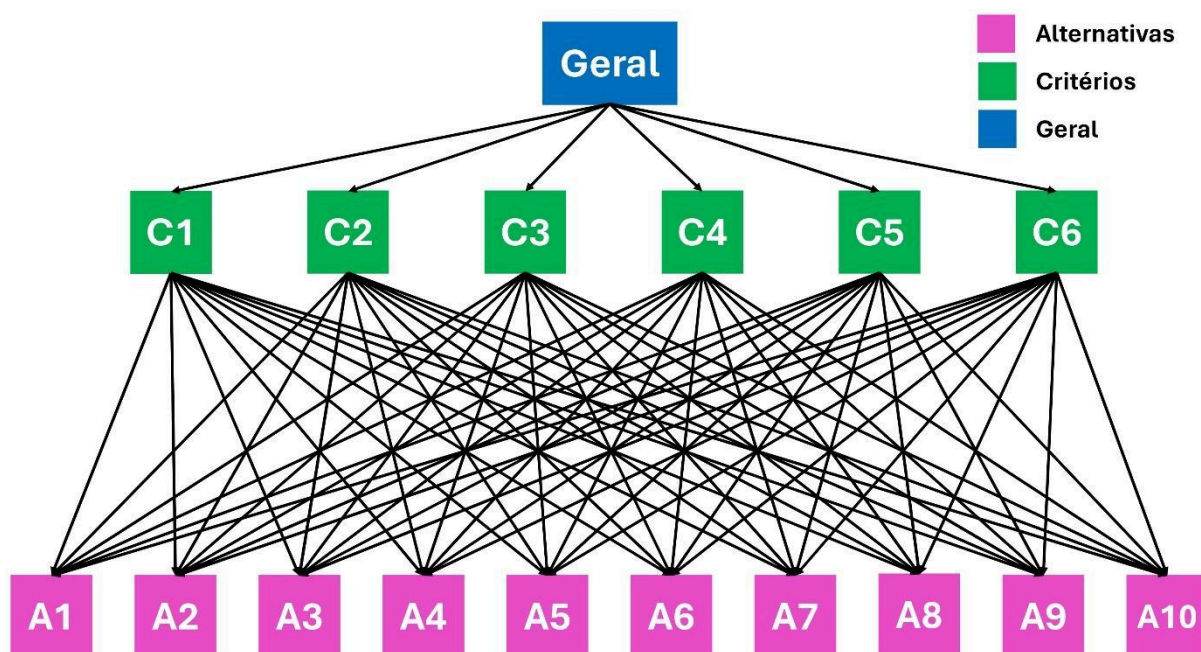 Geral
Alternativas
Critérios
Geral
C1 C2 C3 C4 C5 C6
A1 A2 A3 A4 A5 A6 A7 A8 A9 A10